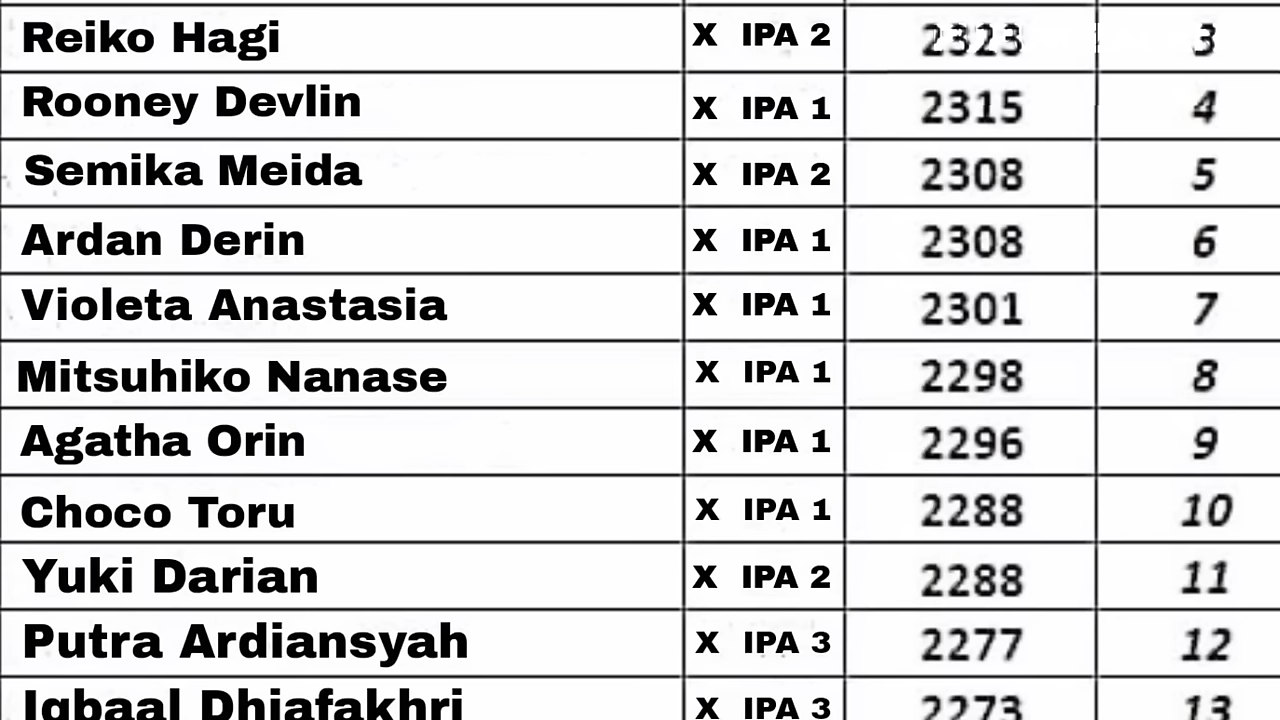 Reiko Hagi X IPA 2 2323 3
Rooney Devlin X IPA 1 2315 4
Semika Meida X IPA 2 2308 5
Ardan Derin X IPA 1 2308 6
Violeta Anastasia X IPA 1 2301 7
Mitsuhiko Nanase X IPA 1 2298 8
Agatha Orin X IPA 1 2296 9
Choco Toru X IPA 1 2288 10
Yuki Darian X IPA 2 2288 11
Putra Ardiansyah X IPA 3 2277 12
Iqbaal Dhiafakhri X IPA 3 2273 13